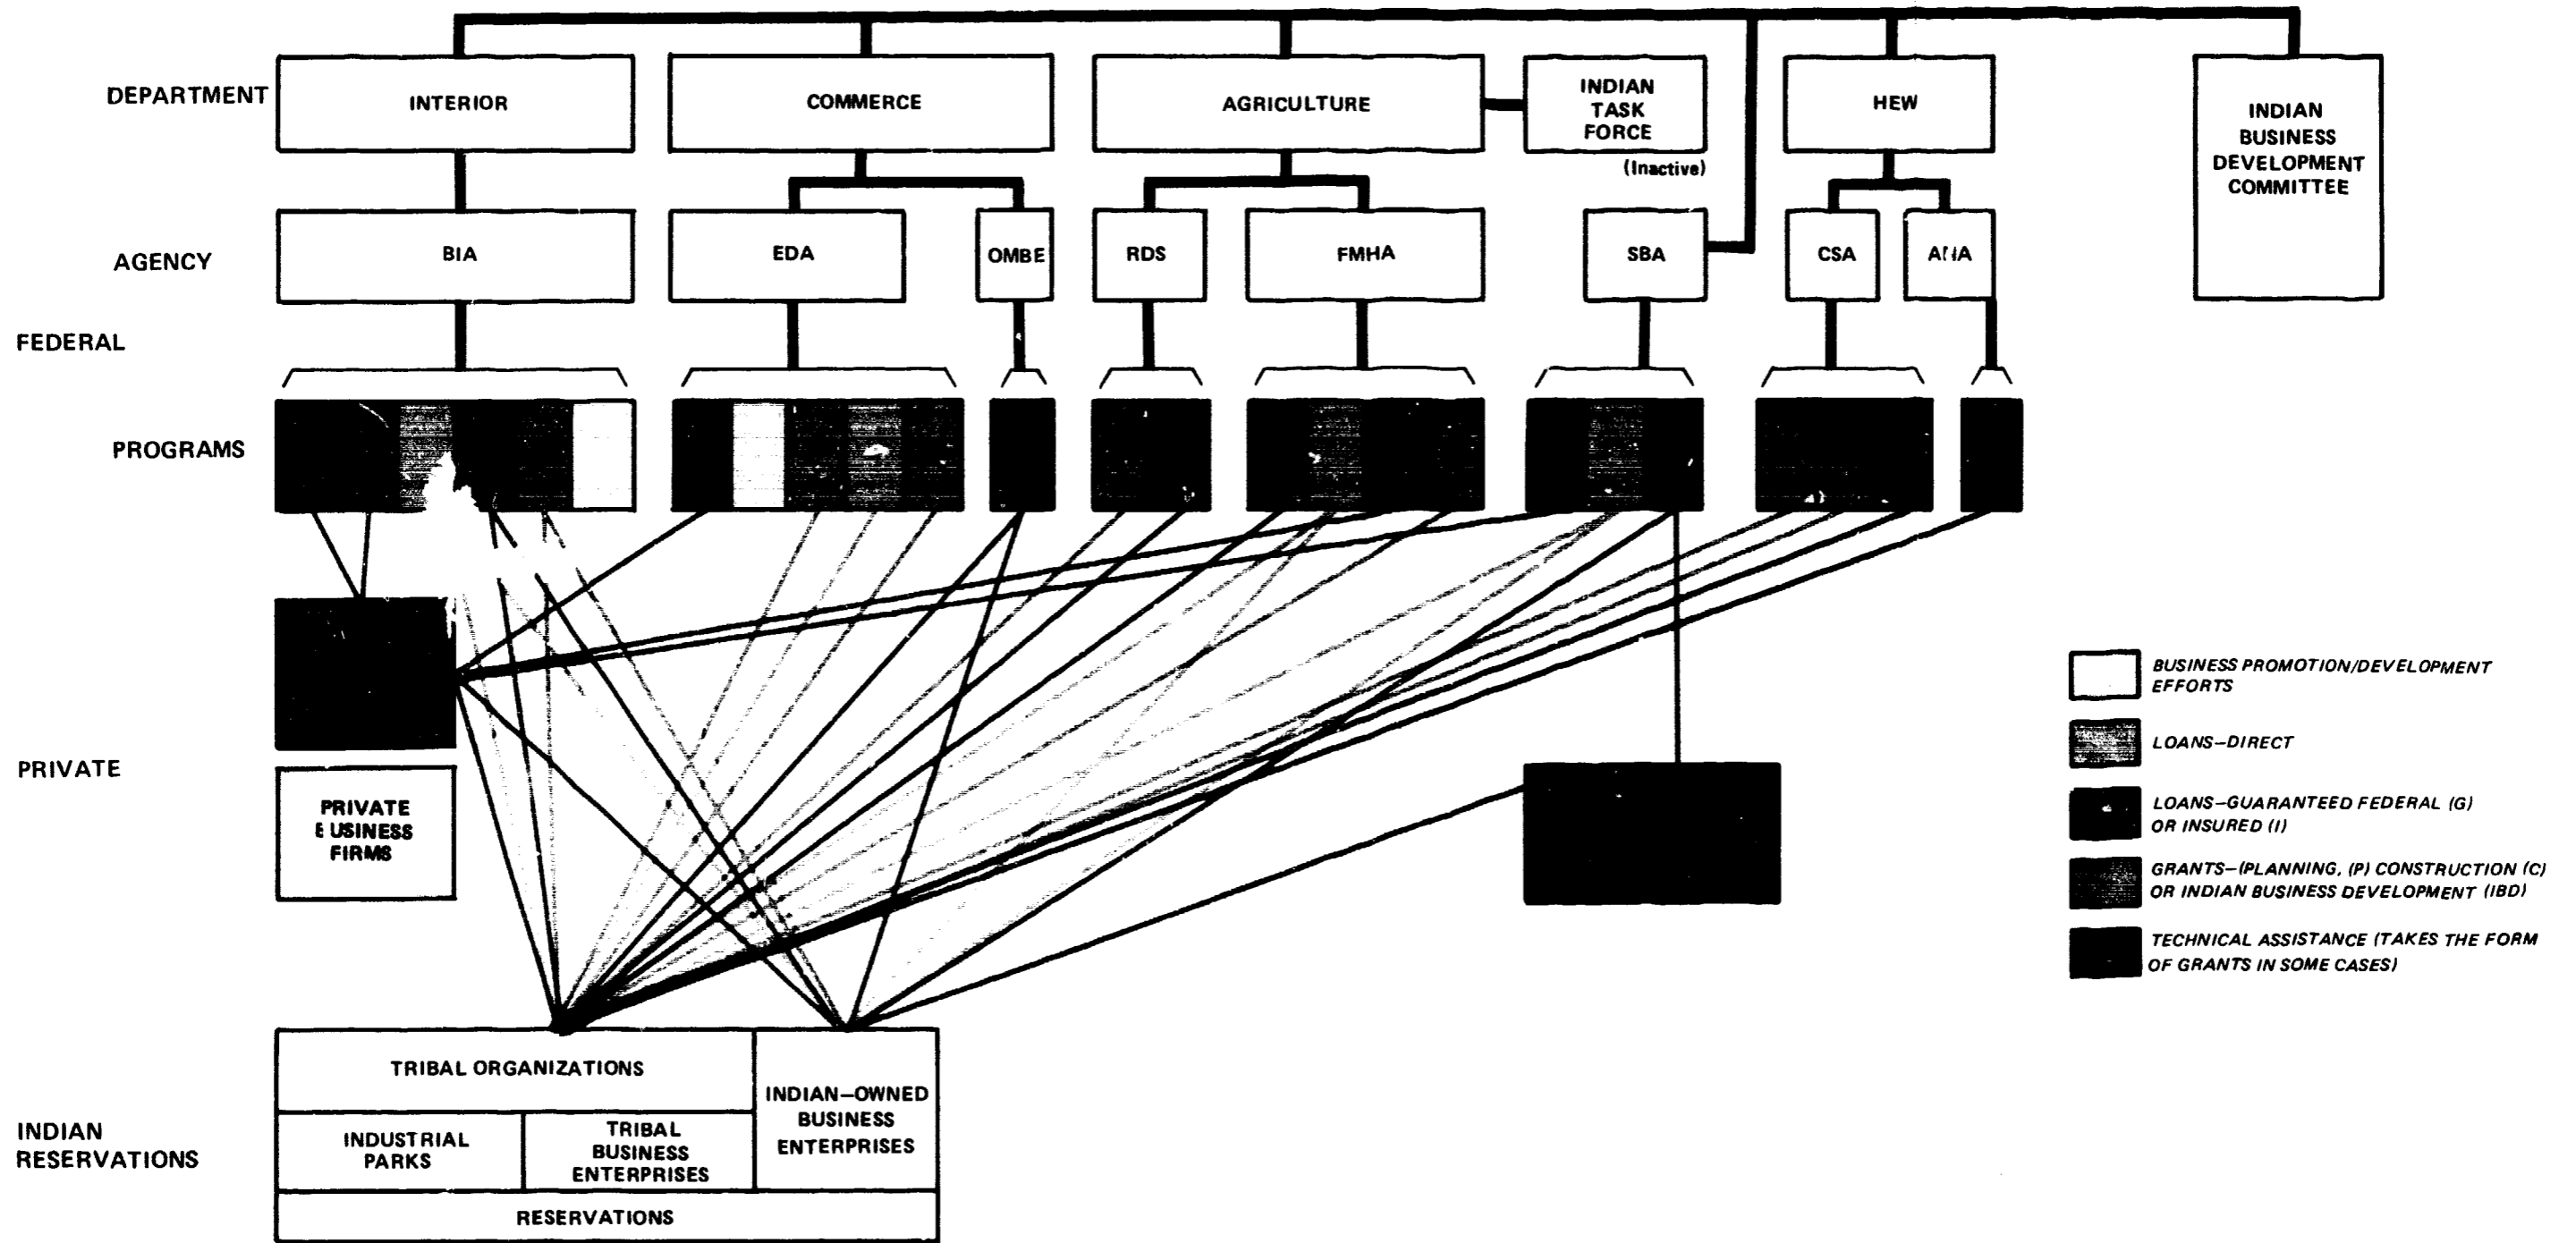 DEPARTMENT
INTERIOR
COMMERCE
AGRICULTURE
INDIAN
TASK
FORCE
(Inactive)
HEW
INDIAN
BUSINESS
DEVELOPMENT
COMMITTEE
AGENCY
BIA
EDA
OMBE
RDS
FMHA
SBA
CSA
FEDERAL
PROGRAMS
PRIVATE
PRIVATE
BUSINESS
FIRMS
BUSINESS PROMOTION/DEVELOPMENT
EFFORTS
LOANS–DIRECT
LOANS–GUARANTEED FEDERAL (G)
OR INSURED (I)
GRANTS–(PLANNING, (P) CONSTRUCTION (C)
OR INDIAN BUSINESS DEVELOPMENT (IBD)
TECHNICAL ASSISTANCE (TAKES THE FORM
OF GRANTS IN SOME CASES)
INDIAN
RESERVATIONS
TRIBAL ORGANIZATIONS
INDUSTRIAL
PARKS
TRIBAL
BUSINESS
ENTERPRISES
INDIAN–OWNED
BUSINESS
ENTERPRISES
RESERVATIONS